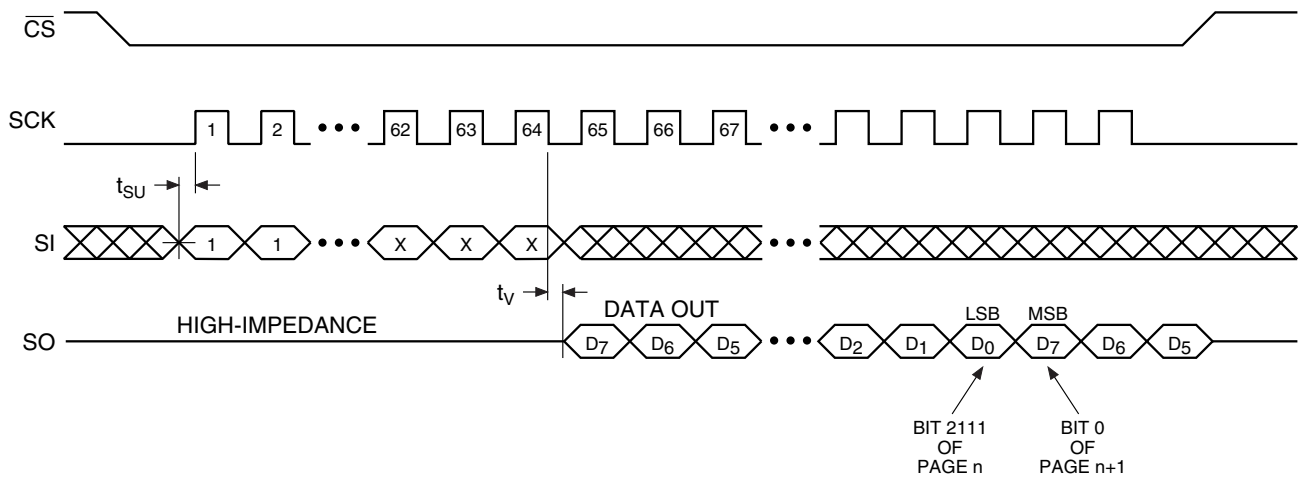 CS
SCK
1 2 ••• 62 63 64 65 66 67 •••
tSU
SI
1 1 ••• X X X •••
tV
HIGH-IMPEDANCE
DATA OUT
LSB MSB
SO
D7 D6 D5 ••• D2 D1 D0 D7 D6 D5
BIT 2111
OF
PAGE n
BIT 0
OF
PAGE n+1